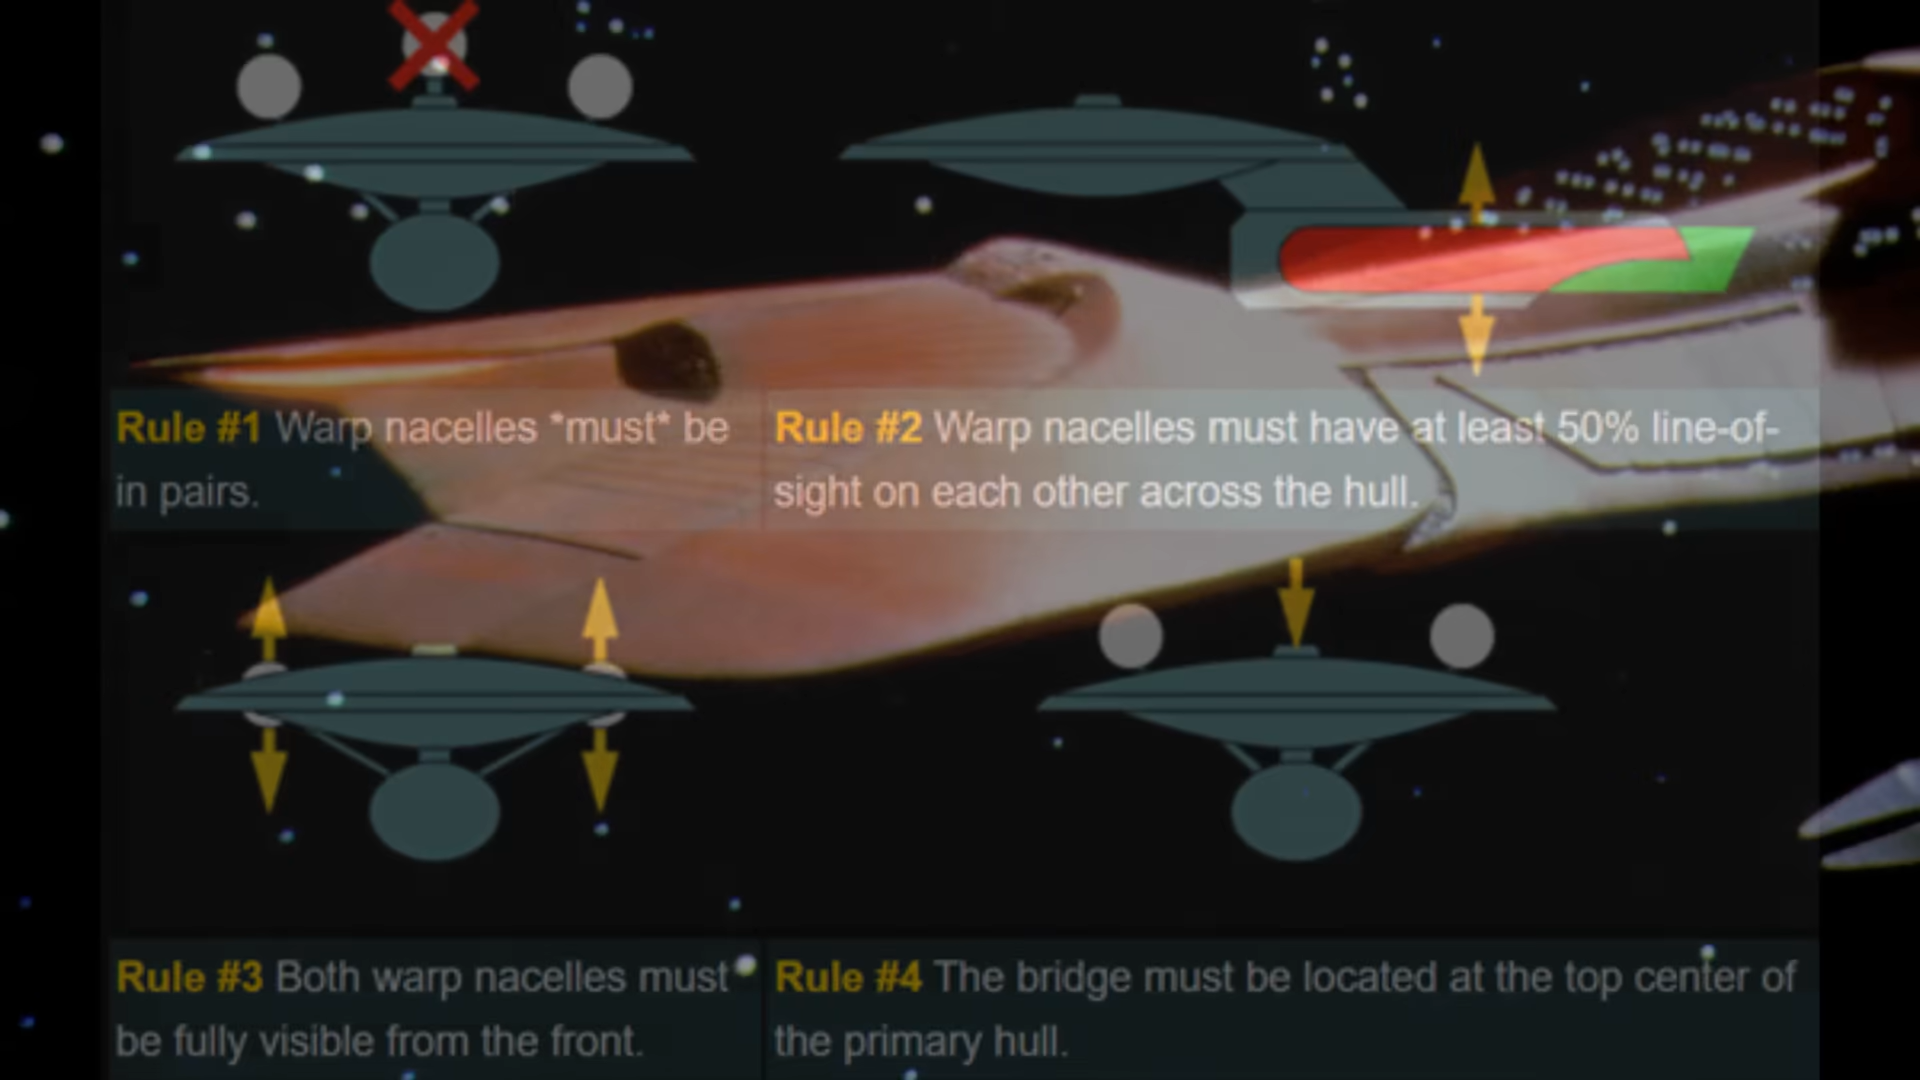 Rule #1 Warp nacelles *must* be
in pairs.
Rule #2 Warp nacelles must have at least 50% line-of-
sight on each other across the hull.
Rule #3 Both warp nacelles must
be fully visible from the front.
Rule #4 The bridge must be located at the top center of
the primary hull.